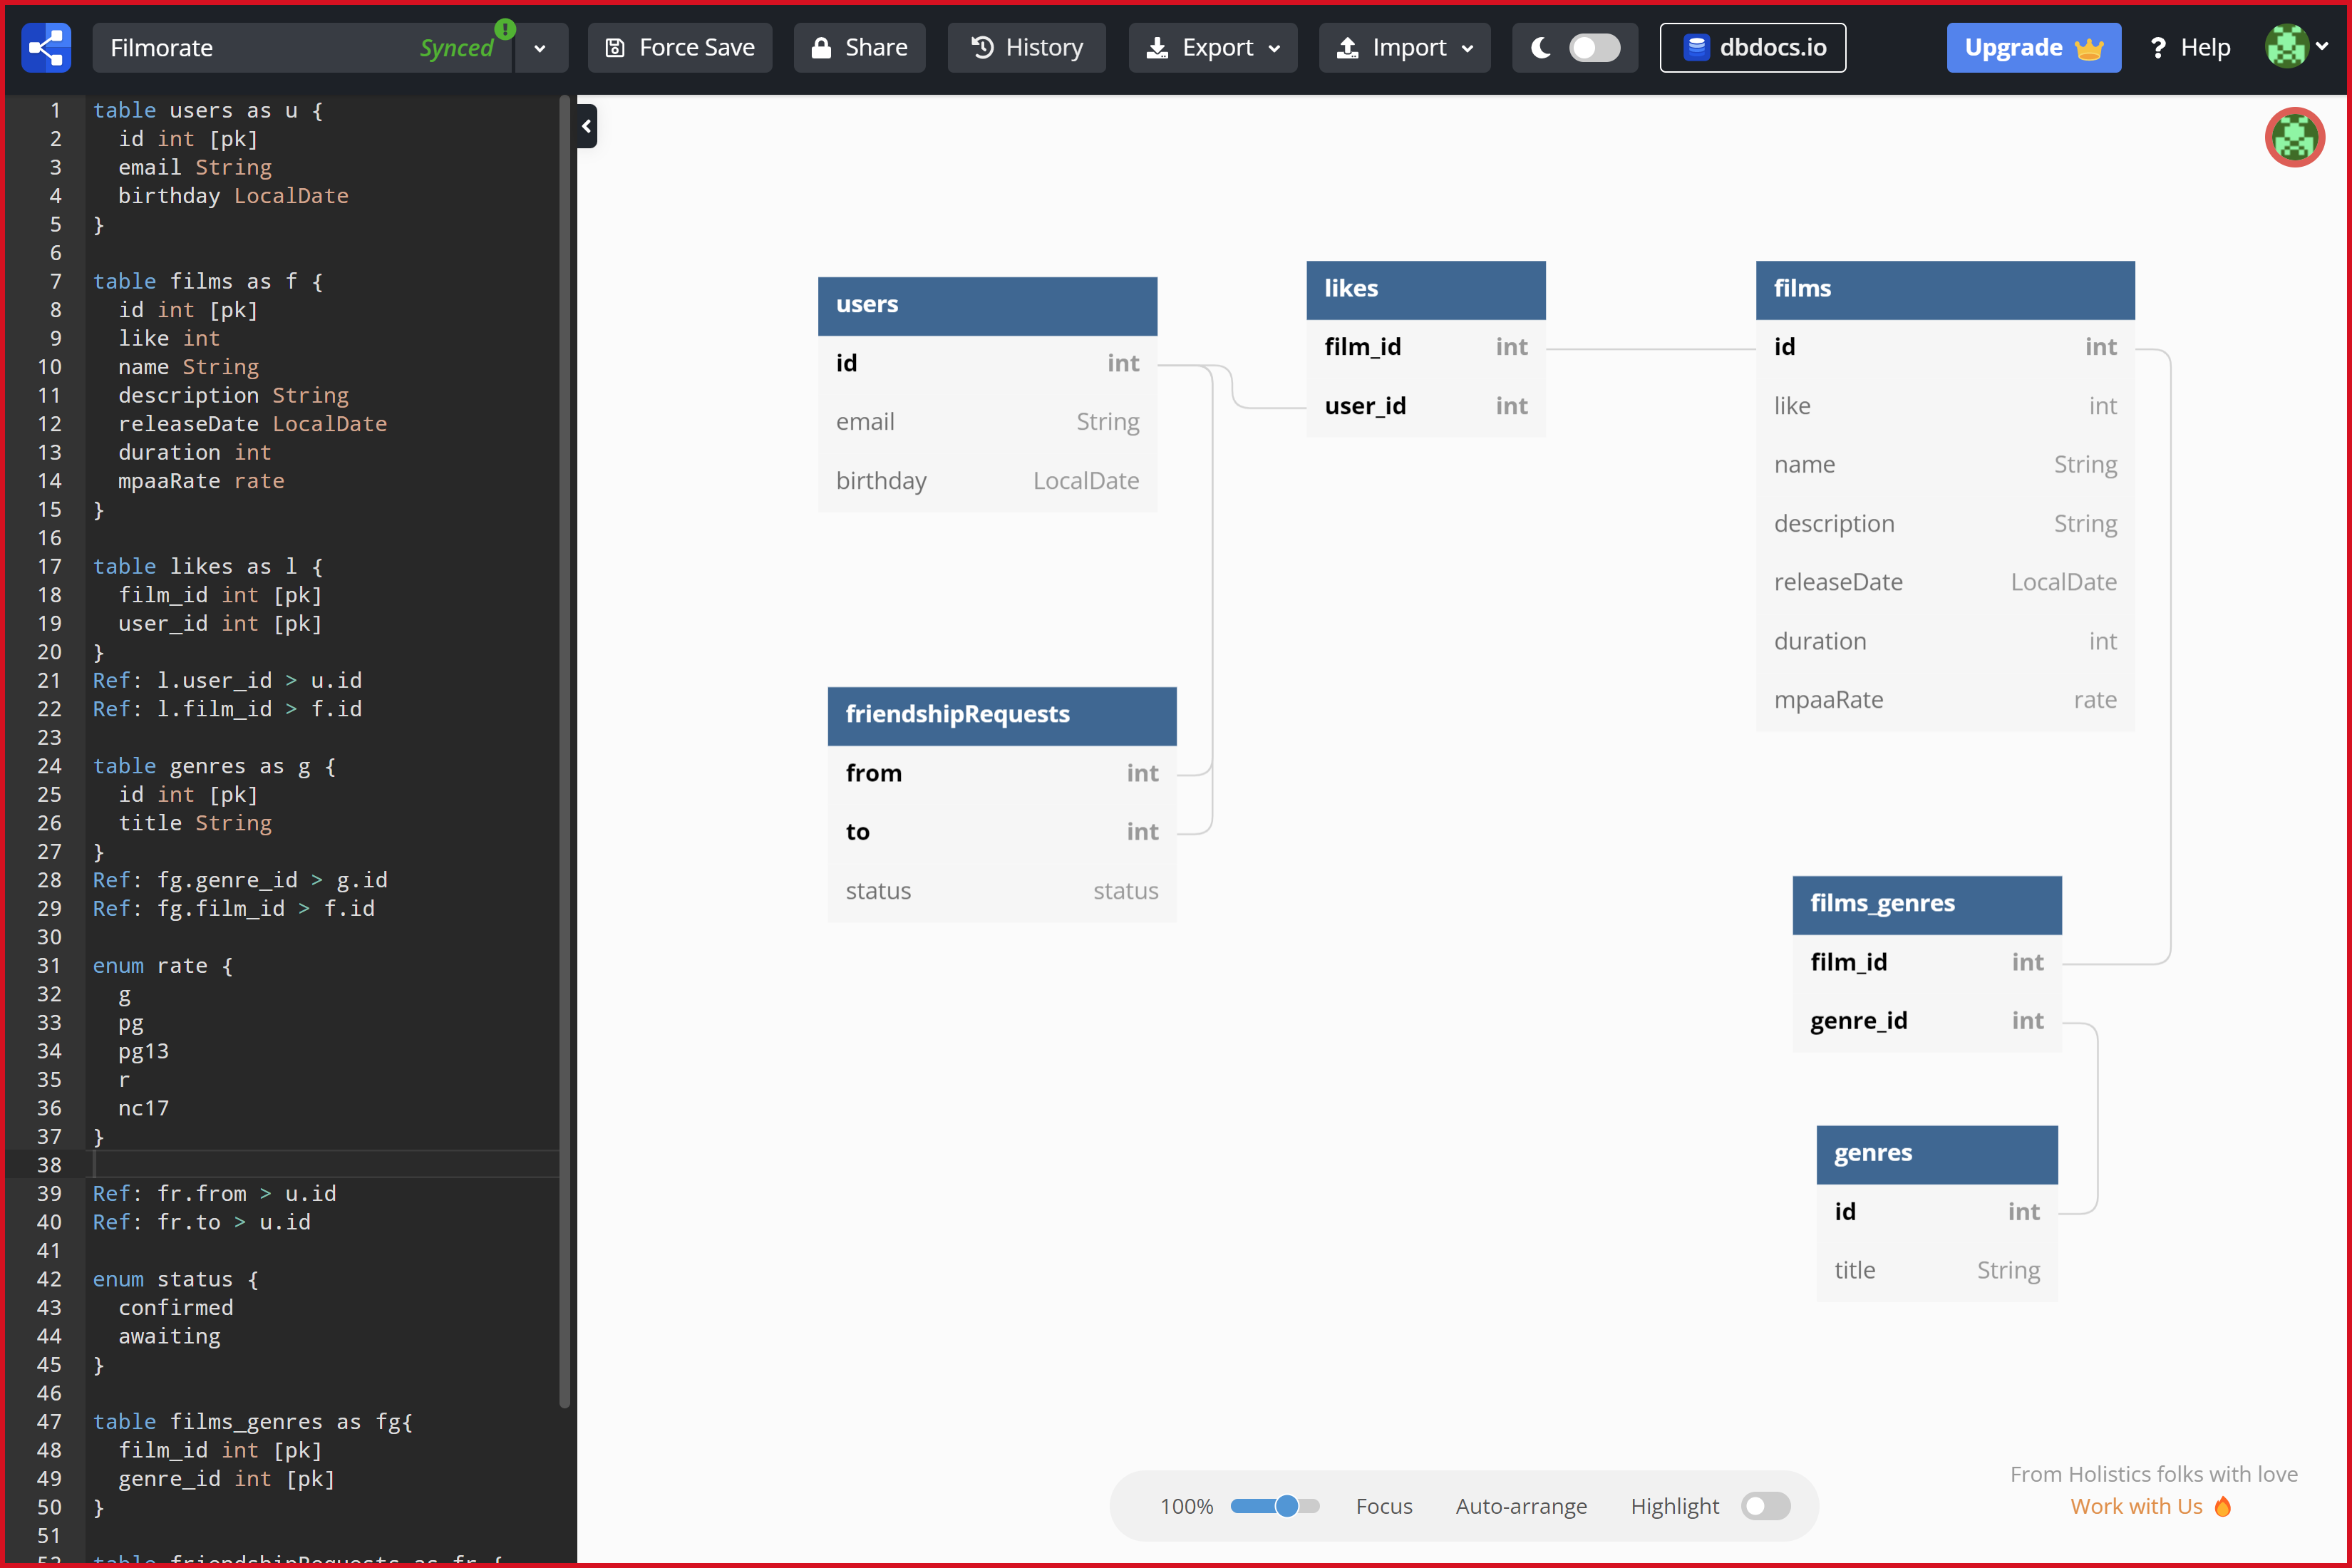 Filmorate Synced ! Force Save Share History Export Import dbdocs.io Upgrade ? Help
1 table users as u {
2 id int [pk]
3 email String
4 birthday LocalDate
5 }
6
7 table films as f {
8 id int [pk]
9 like int
10 name String
11 description String
12 releaseDate LocalDate
13 duration int
14 mpaaRate rate
15 }
16
17 table likes as l {
18 film_id int [pk]
19 user_id int [pk]
20 }
21 Ref: l.user_id > u.id
22 Ref: l.film_id > f.id
23
24 table genres as g {
25 id int [pk]
26 title String
27 }
28 Ref: fg.genre_id > g.id
29 Ref: fg.film_id > f.id
30
31 enum rate {
32 g
33 pg
34 pg13
35 r
36 nc17
37 }
38
39 Ref: fr.from > u.id
40 Ref: fr.to > u.id
41
42 enum status {
43 confirmed
44 awaiting
45 }
46
47 table films_genres as fg{
48 film_id int [pk]
49 genre_id int [pk]
50 }
51
52 table friendshipRequests as fr {
users
id int
email String
birthday LocalDate
likes
film_id int
user_id int
films
id int
like int
name String
description String
releaseDate LocalDate
duration int
mpaaRate rate
friendshipRequests
from int
to int
status status
films_genres
film_id int
genre_id int
genres
id int
title String
100% Focus Auto-arrange Highlight
From Holistics folks with love
Work with Us